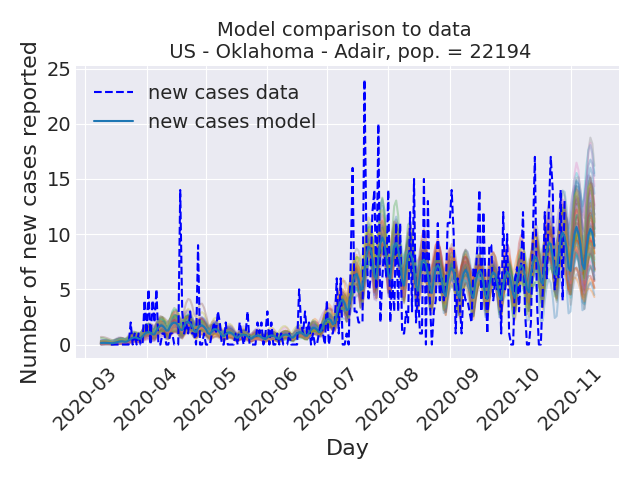 Model comparison to data
US - Oklahoma - Adair, pop. = 22194
Number of new cases reported
25
20
15
10
5
0
new cases data
new cases model
2020-03
2020-04
2020-05
2020-06
2020-07
2020-08
2020-09
2020-10
2020-11
Day